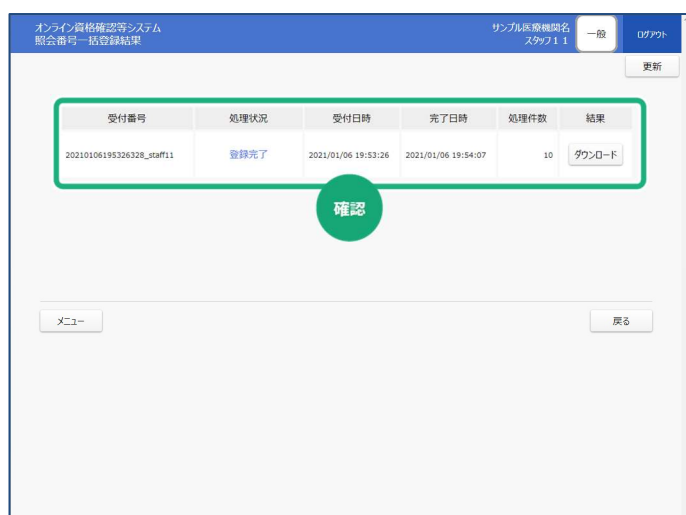 オンライン資格確認等システム
照会番号一括登録結果
サンプル医療機関名
スタッフ１１
一般
ログアウト
更新
受付番号 処理状況 受付日時 完了日時 処理件数 結果
20210106195326328_staff11 登録完了 2021/01/06 19:53:26 2021/01/06 19:54:07 10 ダウンロード
確認
メニュー
戻る